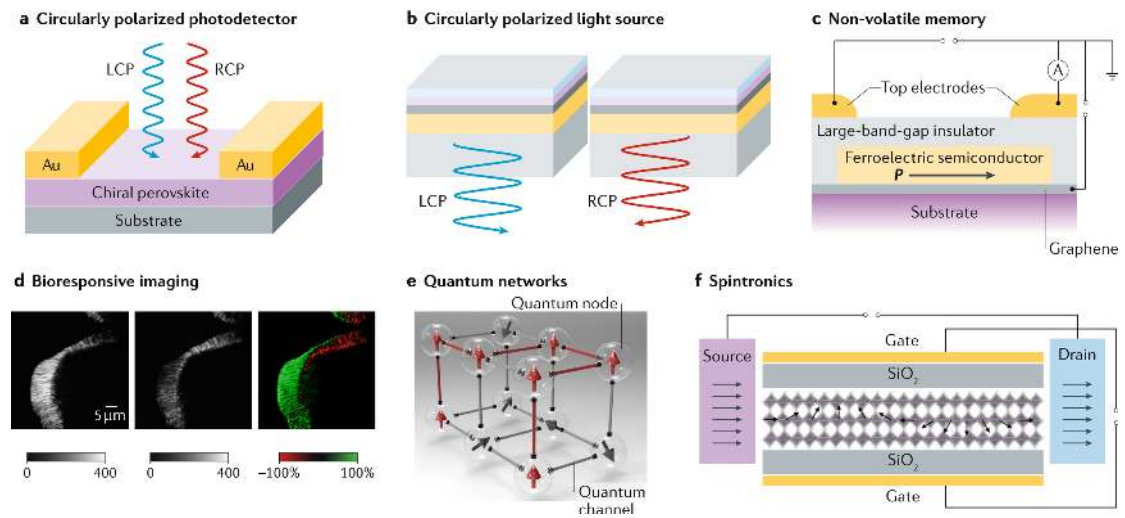 a Circularly polarized photodetector
LCP
RCP
Au
Au
Chiral perovskite
Substrate
b Circularly polarized light source
LCP
RCP
c Non-volatile memory
A
Top electrodes
Large-band-gap insulator
Ferroelectric semiconductor
P
Substrate
Graphene
d Bioresponsive imaging
5 μm
0 400
0 400
–100% 100%
e Quantum networks
Quantum node
Quantum
channel
f Spintronics
Source
Gate
SiO₂
Drain
SiO₂
Gate